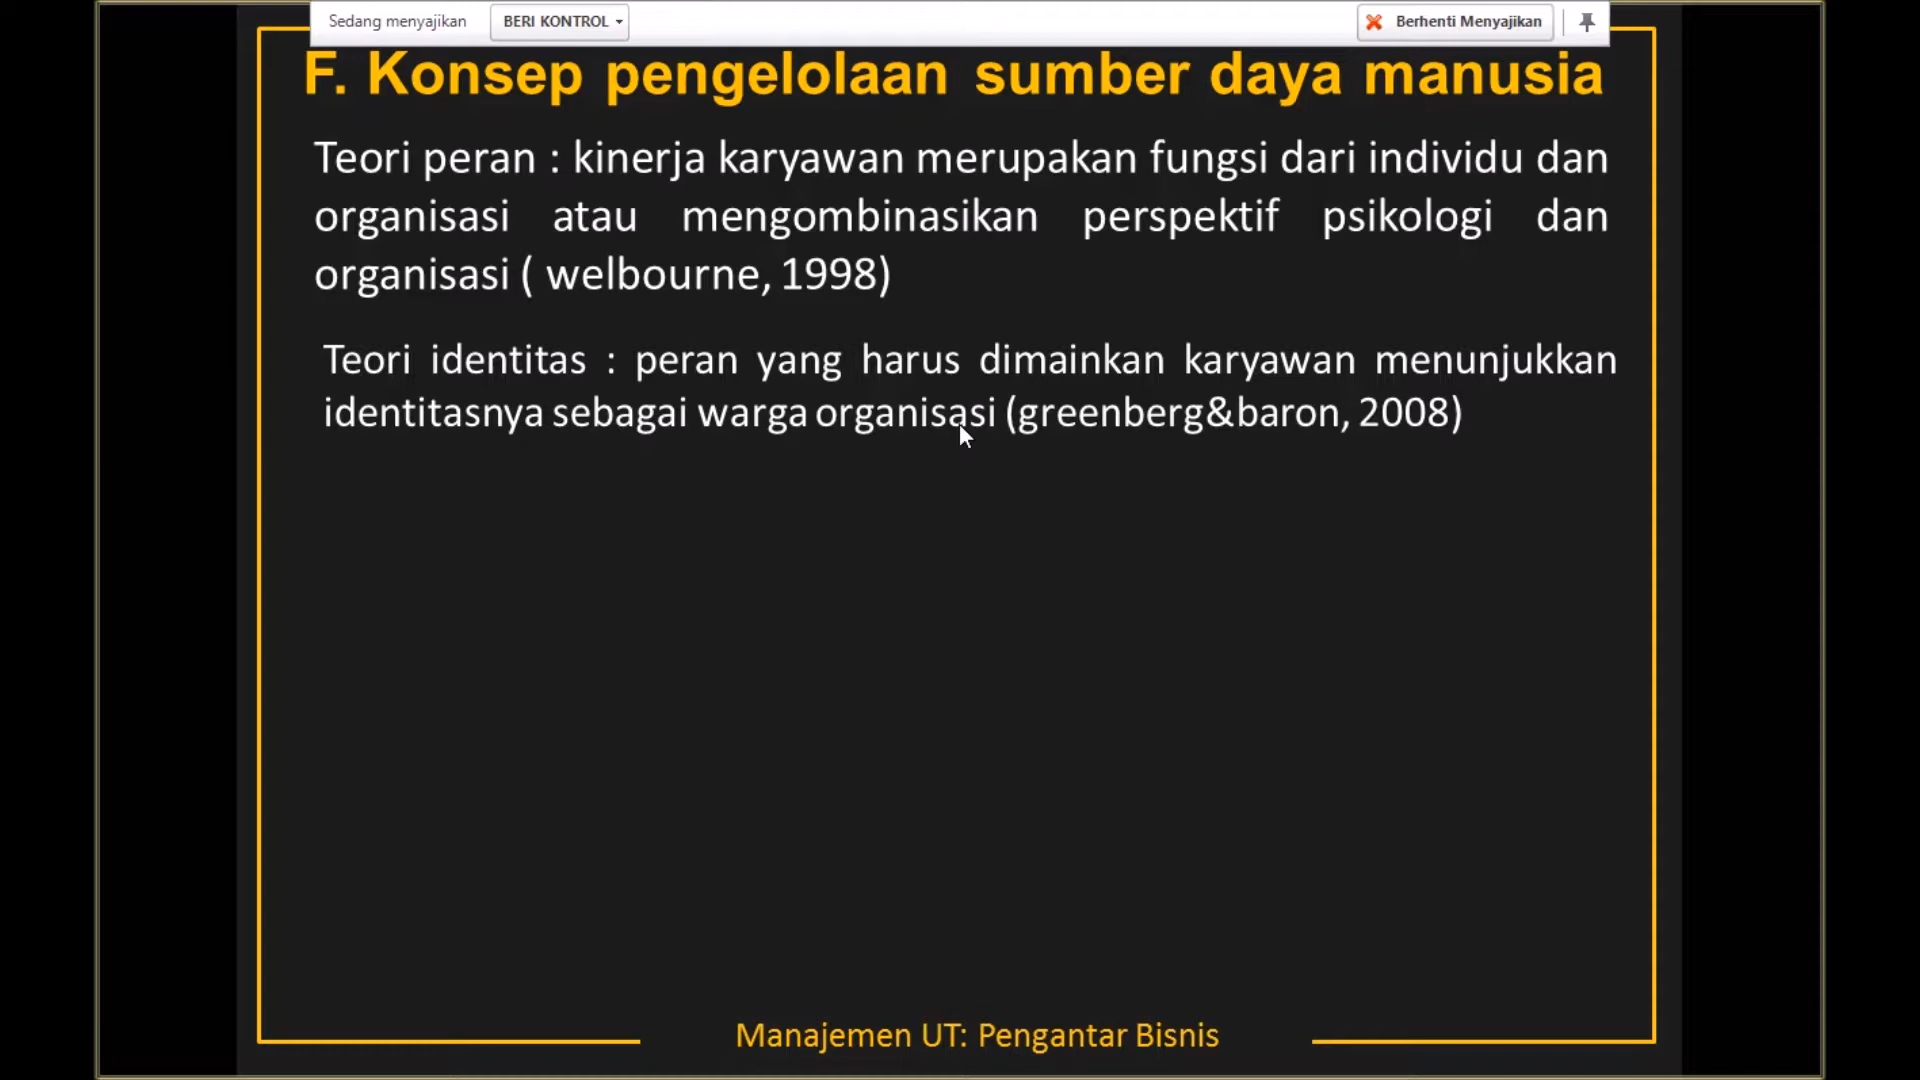 Sedang menyajikan BERI KONTROL Berhenti Menyajikan
F. Konsep pengelolaan sumber daya manusia
Teori peran : kinerja karyawan merupakan fungsi dari individu dan
organisasi atau mengombinasikan perspektif psikologi dan
organisasi ( welbourne, 1998)
Teori identitas : peran yang harus dimainkan karyawan menunjukkan
identitasnya sebagai warga organisasi (greenberg&baron, 2008)
Manajemen UT: Pengantar Bisnis